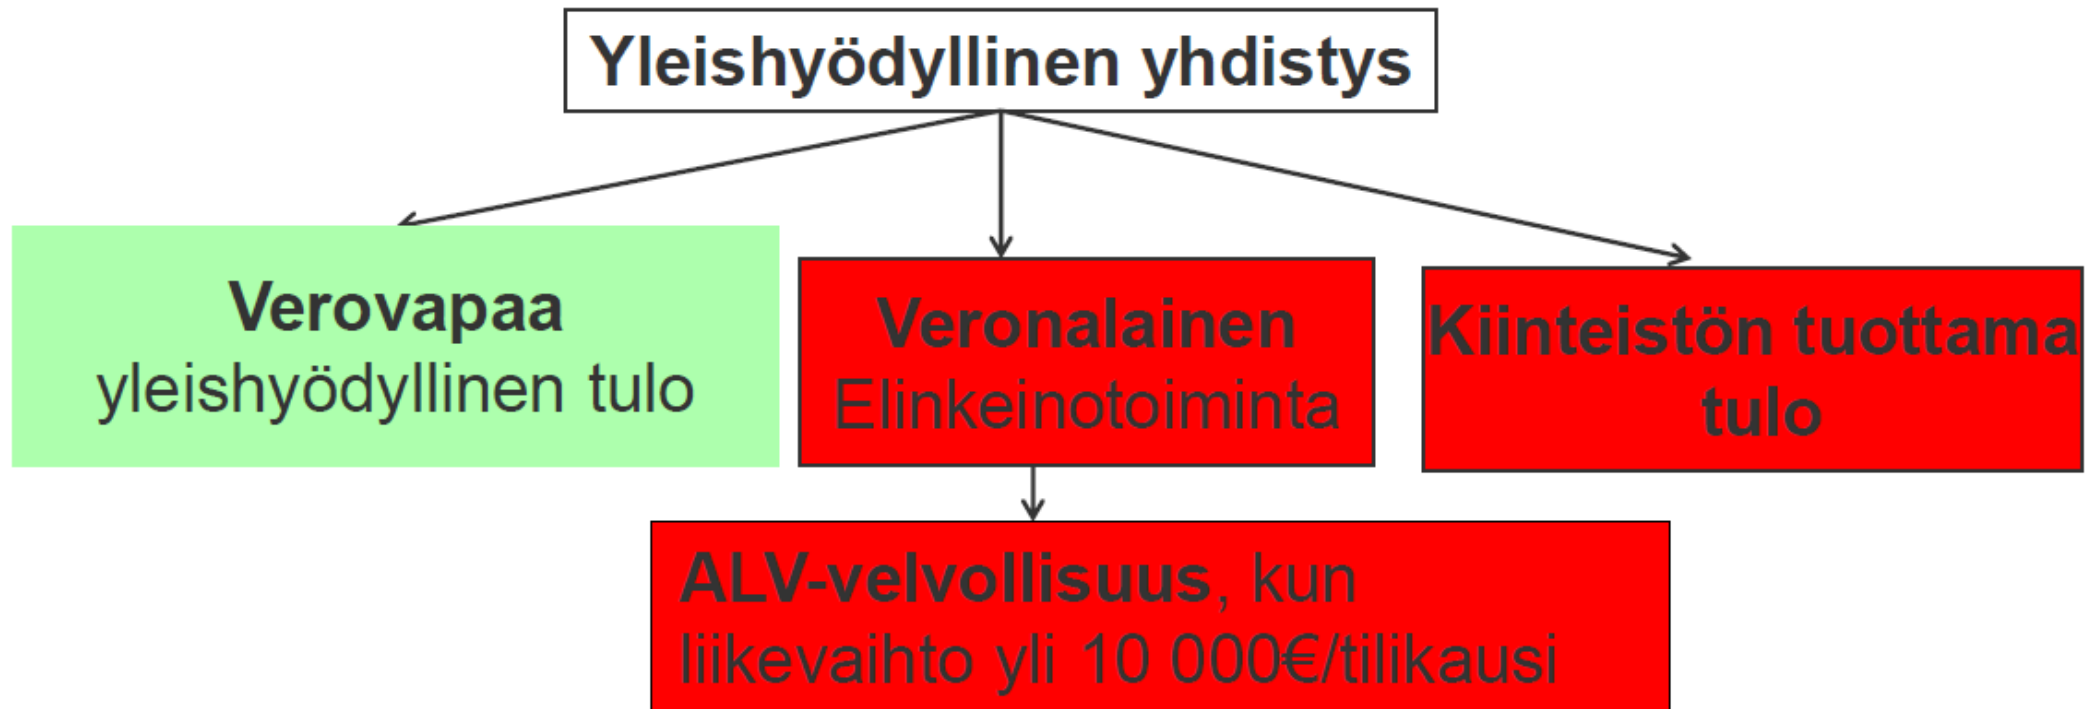 Yleishyödyllinen yhdistys
Verovapaa
yleishyödyllinen tulo
Veronalainen
Elinkeinotoiminta
Kiinteistön tuottama
tulo
ALV-velvollisuus, kun
liikevaihto yli 10 000€/tilikausi